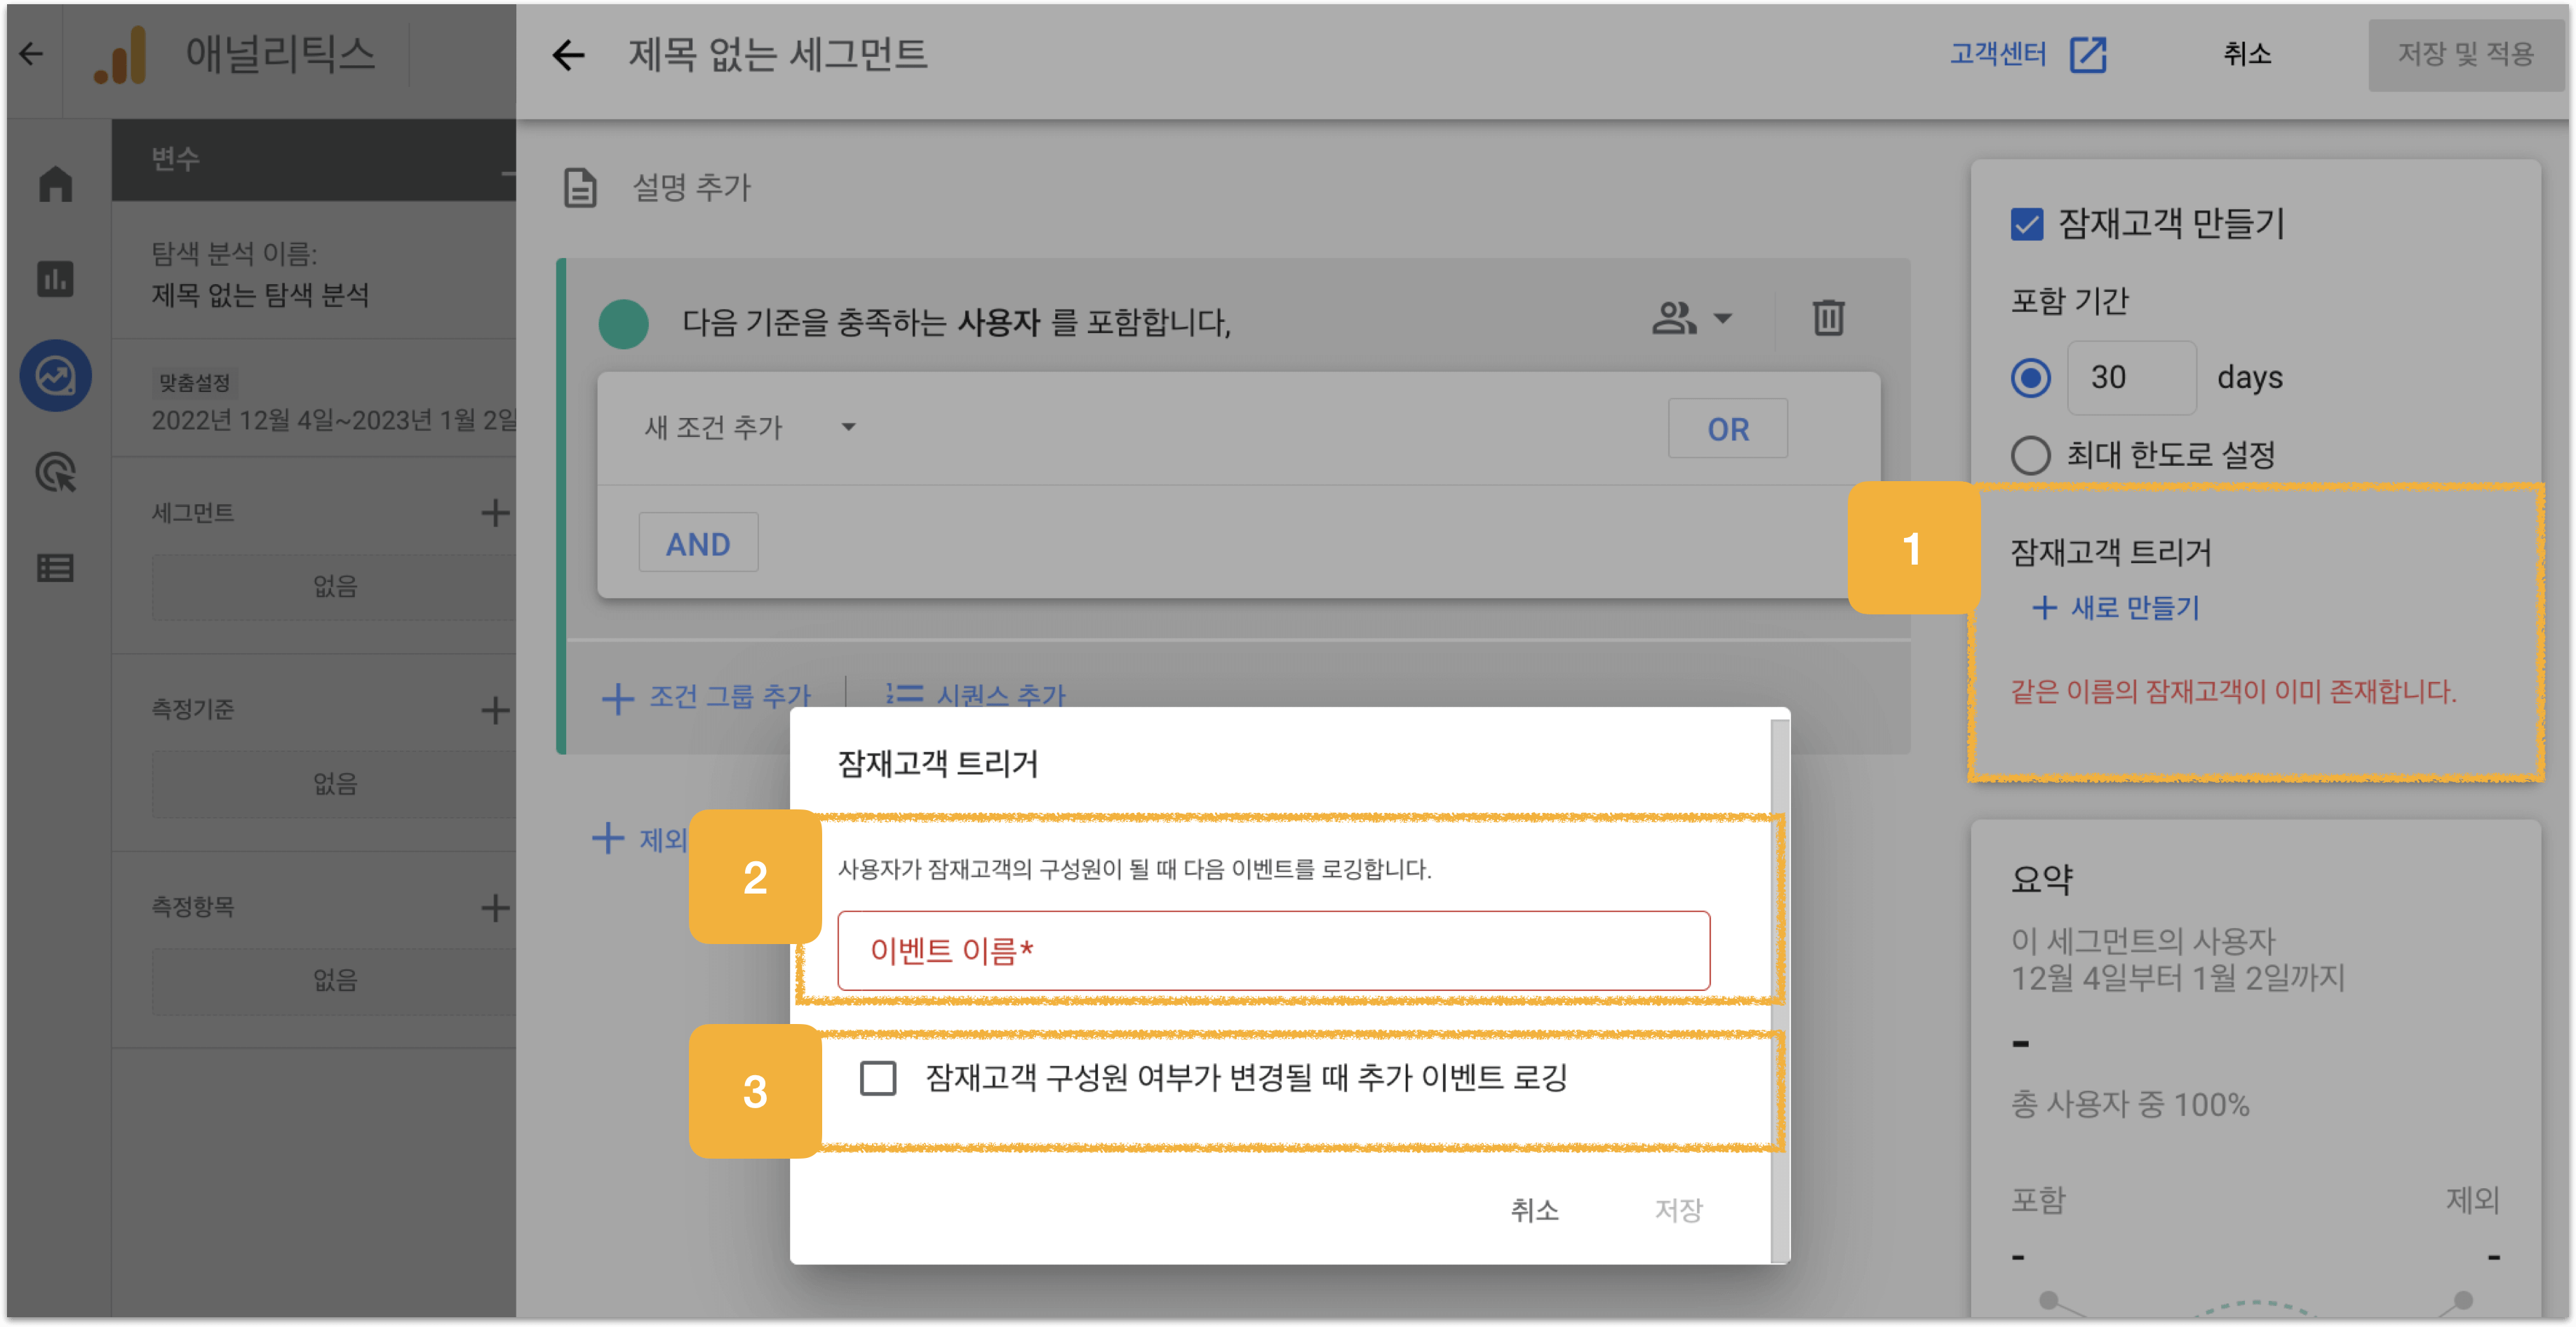 애널리틱스
제목 없는 세그먼트
고객센터
취소
저장 및 적용
변수
탐색 분석 이름:
제목 없는 탐색 분석
맞춤설정
2022년 12월 4일~2023년 1월 2일
세그먼트
없음
측정기준
없음
측정항목
없음
설명 추가
다음 기준을 충족하는 사용자 를 포함합니다,
새 조건 추가
OR
AND
조건 그룹 추가
시퀀스 추가
제외
잠재고객 만들기
포함 기간
30 days
최대 한도로 설정
1
잠재고객 트리거
+ 새로 만들기
같은 이름의 잠재고객이 이미 존재합니다.
잠재고객 트리거
2
사용자가 잠재고객의 구성원이 될 때 다음 이벤트를 로깅합니다.
이벤트 이름*
3
잠재고객 구성원 여부가 변경될 때 추가 이벤트 로깅
취소
저장
요약
이 세그먼트의 사용자
12월 4일부터 1월 2일까지
-
총 사용자 중 100%
포함
제외
-
-